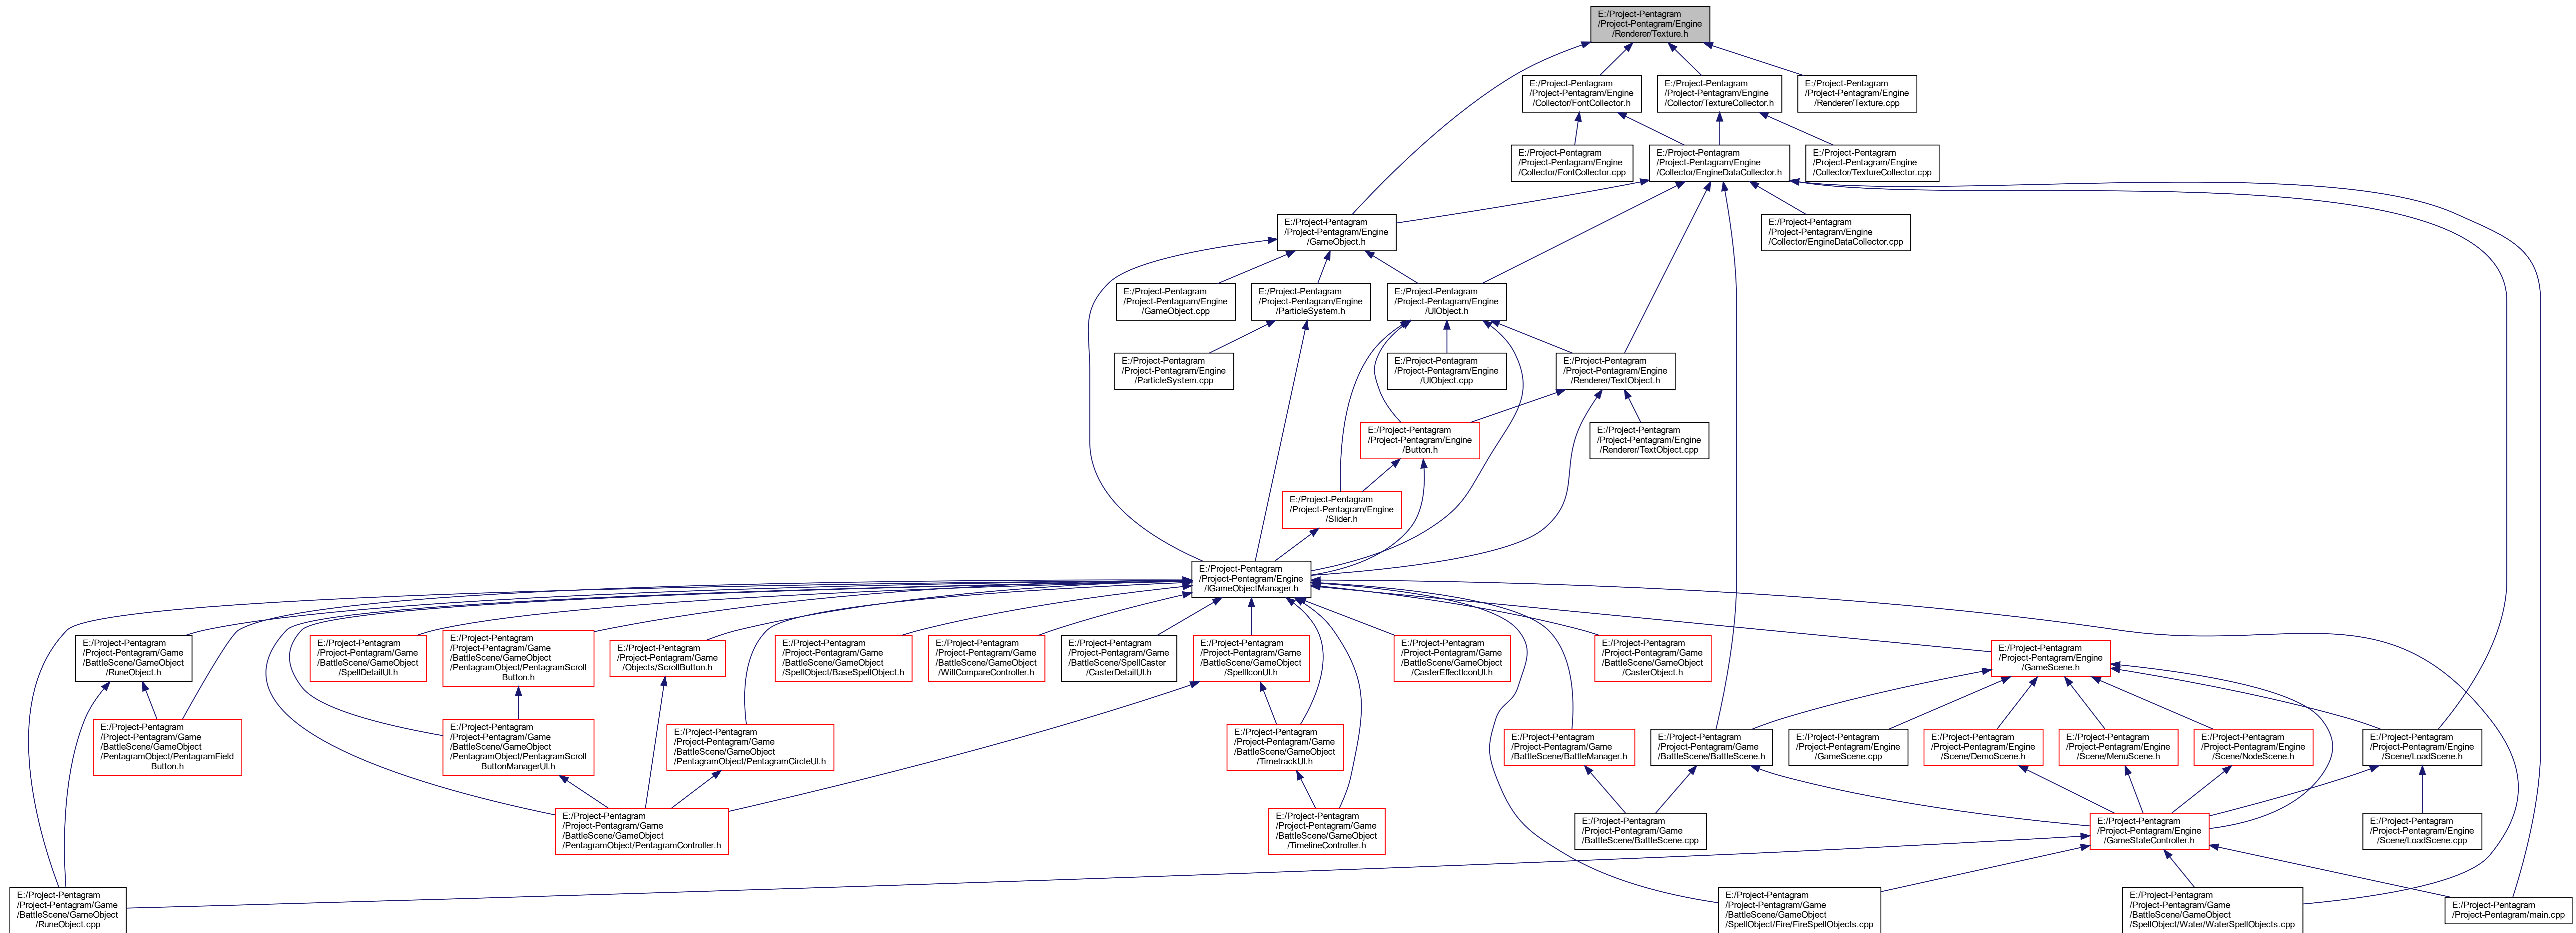 E:/Project-Pentagram
/Project-Pentagram/Engine
/Renderer/Texture.h
E:/Project-Pentagram
/Project-Pentagram/Engine
/Collector/FontCollector.h
E:/Project-Pentagram
/Project-Pentagram/Engine
/Collector/TextureCollector.h
E:/Project-Pentagram
/Project-Pentagram/Engine
/Renderer/Texture.cpp
E:/Project-Pentagram
/Project-Pentagram/Engine
/Collector/FontCollector.cpp
E:/Project-Pentagram
/Project-Pentagram/Engine
/Collector/EngineDataCollector.h
E:/Project-Pentagram
/Project-Pentagram/Engine
/Collector/TextureCollector.cpp
E:/Project-Pentagram
/Project-Pentagram/Engine
/GameObject.h
E:/Project-Pentagram
/Project-Pentagram/Engine
/Collector/EngineDataCollector.cpp
E:/Project-Pentagram
/Project-Pentagram/Engine
/GameObject.cpp
E:/Project-Pentagram
/Project-Pentagram/Engine
/ParticleSystem.h
E:/Project-Pentagram
/Project-Pentagram/Engine
/UIObject.h
E:/Project-Pentagram
/Project-Pentagram/Engine
/ParticleSystem.cpp
E:/Project-Pentagram
/Project-Pentagram/Engine
/UIObject.cpp
E:/Project-Pentagram
/Project-Pentagram/Engine
/Renderer/TextObject.h
E:/Project-Pentagram
/Project-Pentagram/Engine
/Button.h
E:/Project-Pentagram
/Project-Pentagram/Engine
/Renderer/TextObject.cpp
E:/Project-Pentagram
/Project-Pentagram/Engine
/Slider.h
E:/Project-Pentagram
/Project-Pentagram/Engine
/IGameObjectManager.h
E:/Project-Pentagram
/Project-Pentagram/Game
/BattleScene/GameObject
/RuneObject.h
E:/Project-Pentagram
/Project-Pentagram/Game
/BattleScene/GameObject
/SpellDetailUI.h
E:/Project-Pentagram
/Project-Pentagram/Game
/BattleScene/GameObject
/PentagramObject/PentagramScroll
Button.h
E:/Project-Pentagram
/Project-Pentagram/Game
/Objects/ScrollButton.h
E:/Project-Pentagram
/Project-Pentagram/Game
/BattleScene/GameObject
/SpellObject/BaseSpellObject.h
E:/Project-Pentagram
/Project-Pentagram/Game
/BattleScene/GameObject
/WillCompareController.h
E:/Project-Pentagram
/Project-Pentagram/Game
/BattleScene/SpellCaster
/CasterDetailUI.h
E:/Project-Pentagram
/Project-Pentagram/Game
/BattleScene/GameObject
/SpellIconUI.h
E:/Project-Pentagram
/Project-Pentagram/Game
/BattleScene/GameObject
/CasterEffectIconUI.h
E:/Project-Pentagram
/Project-Pentagram/Game
/BattleScene/GameObject
/CasterObject.h
E:/Project-Pentagram
/Project-Pentagram/Engine
/GameScene.h
E:/Project-Pentagram
/Project-Pentagram/Game
/BattleScene/GameObject
/PentagramObject/PentagramField
Button.h
E:/Project-Pentagram
/Project-Pentagram/Game
/BattleScene/GameObject
/PentagramObject/PentagramScroll
ButtonManagerUI.h
E:/Project-Pentagram
/Project-Pentagram/Game
/BattleScene/GameObject
/PentagramObject/PentagramCircleUI.h
E:/Project-Pentagram
/Project-Pentagram/Game
/BattleScene/GameObject
/TimetrackUI.h
E:/Project-Pentagram
/Project-Pentagram/Game
/BattleScene/BattleManager.h
E:/Project-Pentagram
/Project-Pentagram/Game
/BattleScene/BattleScene.h
E:/Project-Pentagram
/Project-Pentagram/Engine
/GameScene.cpp
E:/Project-Pentagram
/Project-Pentagram/Engine
/Scene/DemoScene.h
E:/Project-Pentagram
/Project-Pentagram/Engine
/Scene/MenuScene.h
E:/Project-Pentagram
/Project-Pentagram/Engine
/Scene/NodeScene.h
E:/Project-Pentagram
/Project-Pentagram/Engine
/Scene/LoadScene.h
E:/Project-Pentagram
/Project-Pentagram/Game
/BattleScene/GameObject
/PentagramObject/PentagramController.h
E:/Project-Pentagram
/Project-Pentagram/Game
/BattleScene/GameObject
/TimelineController.h
E:/Project-Pentagram
/Project-Pentagram/Game
/BattleScene/BattleScene.cpp
E:/Project-Pentagram
/Project-Pentagram/Engine
/GameStateController.h
E:/Project-Pentagram
/Project-Pentagram/Engine
/Scene/LoadScene.cpp
E:/Project-Pentagram
/Project-Pentagram/Game
/BattleScene/GameObject
/RuneObject.cpp
E:/Project-Pentagram
/Project-Pentagram/Game
/BattleScene/GameObject
/SpellObject/Fire/FireSpellObjects.cpp
E:/Project-Pentagram
/Project-Pentagram/Game
/BattleScene/GameObject
/SpellObject/Water/WaterSpellObjects.cpp
E:/Project-Pentagram
/Project-Pentagram/main.cpp